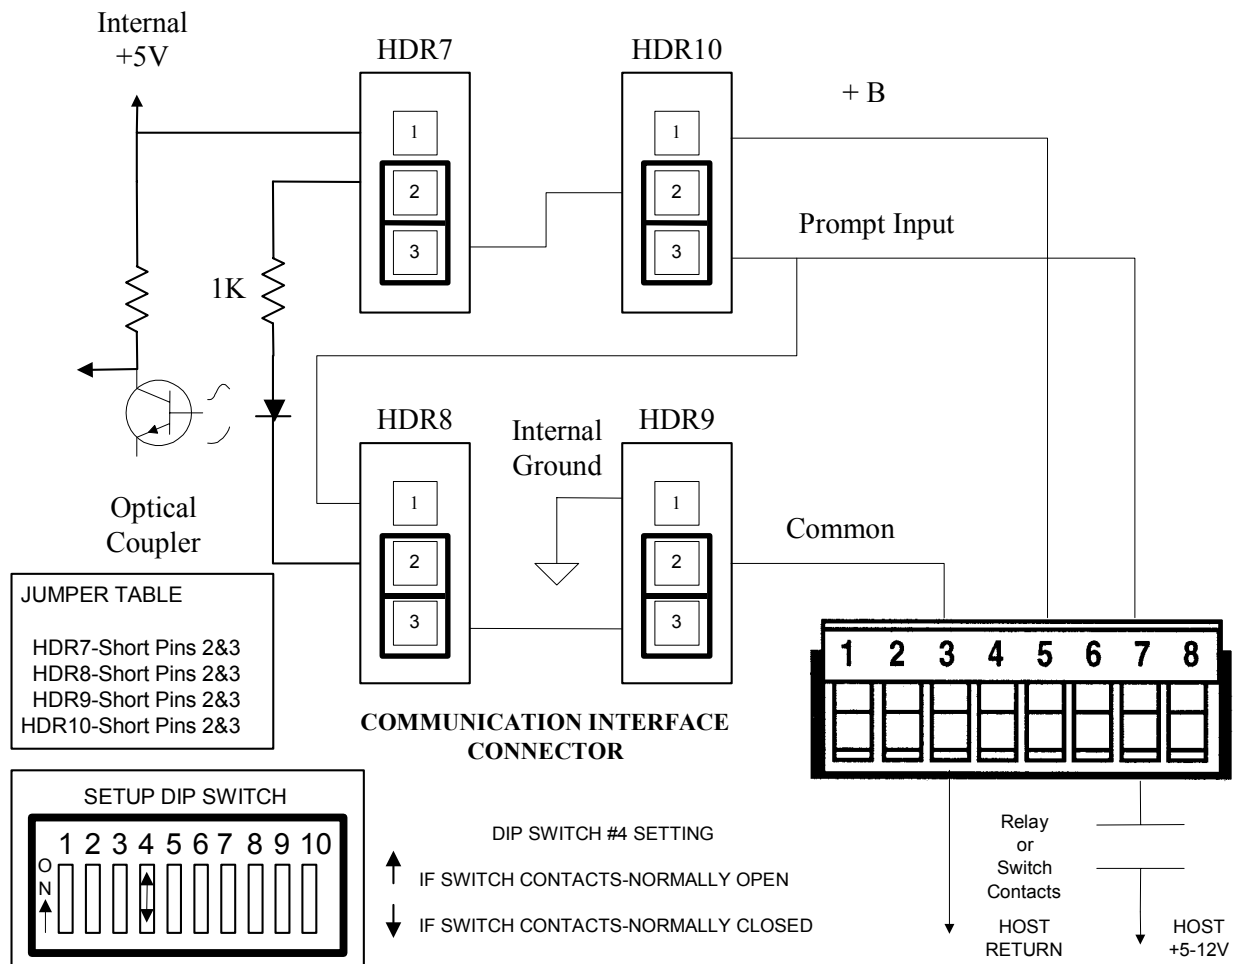 Internal
+5V
HDR7
HDR10
+ B
1
2
3
1
2
3
Prompt Input
1K
HDR8
Internal
Ground
HDR9
1
2
3
1
2
3
Common
Optical
Coupler
JUMPER TABLE
HDR7-Short Pins 2&3
HDR8-Short Pins 2&3
HDR9-Short Pins 2&3
HDR10-Short Pins 2&3
COMMUNICATION INTERFACE
CONNECTOR
1 2 3 4 5 6 7 8
SETUP DIP SWITCH
1 2 3 4 5 6 7 8 9 10
ON
DIP SWITCH #4 SETTING
IF SWITCH CONTACTS-NORMALLY OPEN
IF SWITCH CONTACTS-NORMALLY CLOSED
Relay
or
Switch
Contacts
HOST
RETURN
HOST
+5-12V